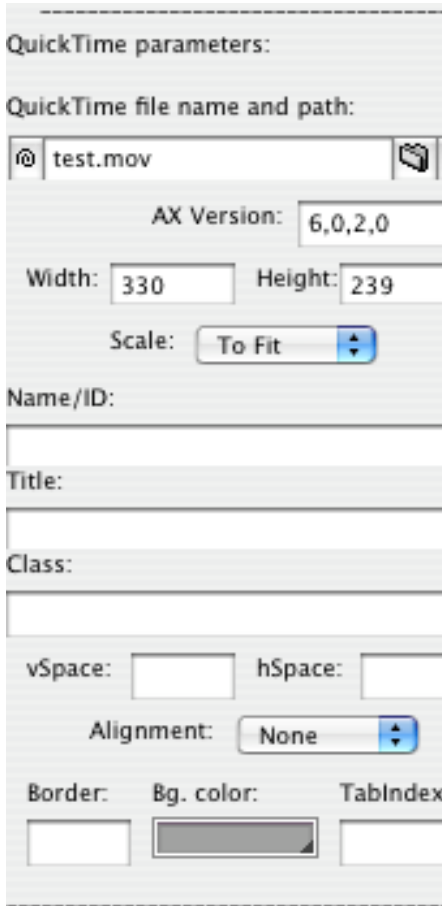 QuickTime parameters:
QuickTime file name and path:
test.mov
AX Version: 6,0,2,0
Width: 330 Height: 239
Scale: To Fit
Name/ID:
Title:
Class:
vSpace: hSpace:
Alignment: None
Border: Bg. color: TabIndex